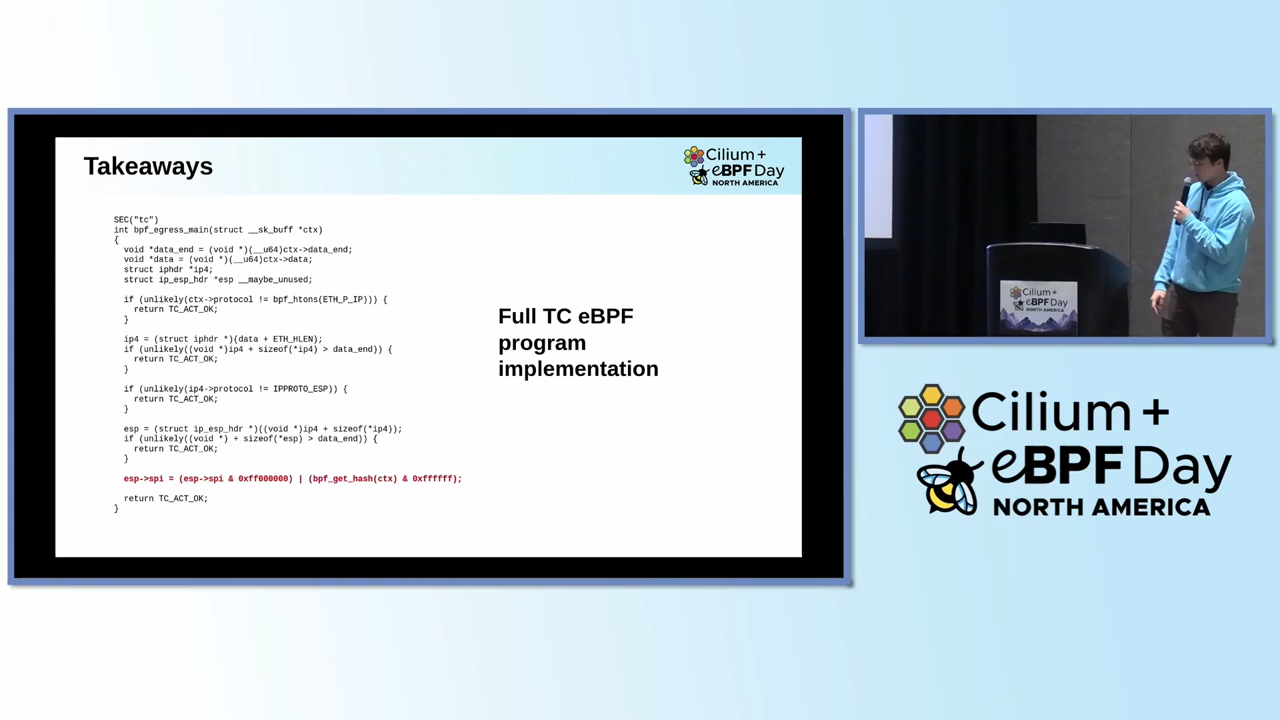 Takeaways
Cilium +
eBPF Day
NORTH AMERICA
SEC("tc")
int bpf_egress_main(struct __sk_buff *ctx)
{
void *data_end = (void *)(__u64)ctx->data_end;
void *data = (void *)(__u64)ctx->data;
struct iphdr *ip4;
struct ip_esp_hdr *esp __maybe_unused;
if (unlikely(ctx->protocol != bpf_htons(ETH_P_IP))) {
return TC_ACT_OK;
}
ip4 = (struct iphdr *)(data + ETH_HLEN);
if (unlikely((void *)ip4 + sizeof(*ip4) > data_end)) {
return TC_ACT_OK;
}
if (unlikely(ip4->protocol != IPPROTO_ESP)) {
return TC_ACT_OK;
}
esp = (struct ip_esp_hdr *)((void *)ip4 + sizeof(*ip4));
if (unlikely((void *) + sizeof(*esp) > data_end)) {
return TC_ACT_OK;
}
esp->spi = (esp->spi & 0xff000000) | (bpf_get_hash(ctx) & 0xffffff);
return TC_ACT_OK;
}
Full TC eBPF
program
implementation
Cilium +
eBPF Day
NORTH AMERICA
Cilium +
eBPF Day
NORTH AMERICA